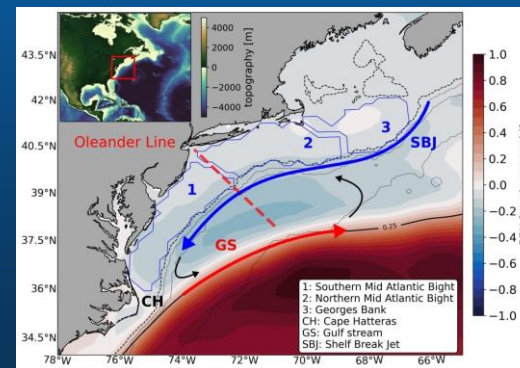 4000
2000
0
−2000
−4000
topography [m]
43.5°N
42°N
40.5°N
39°N
37.5°N
36°N
34.5°N
Oleander Line
1
2
3
SBJ
GS
CH
0.25
1: Southern Mid Atlantic Bight
2: Northern Mid Atlantic Bight
3: Georges Bank
CH: Cape Hatteras
GS: Gulf stream
SBJ: Shelf Break Jet
78°W
76°W
74°W
72°W
70°W
68°W
66°W
1.0
0.8
0.6
0.4
0.2
0.0
−0.2
−0.4
−0.6
−0.8
−1.0